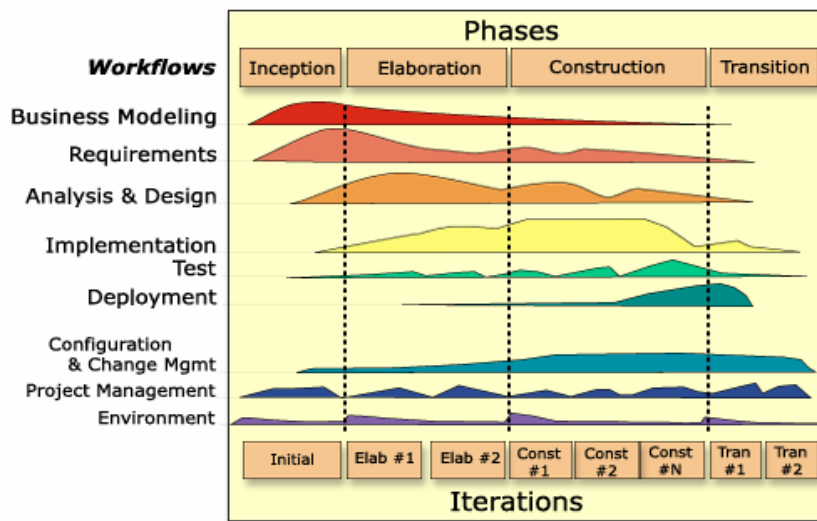 Phases
Workflows
Inception
Elaboration
Construction
Transition
Business Modeling
Requirements
Analysis & Design
Implementation
Test
Deployment
Configuration
& Change Mgmt
Project Management
Environment
Initial
Elab #1
Elab #2
Const
#1
Const
#2
Const
#N
Tran
#1
Tran
#2
Iterations